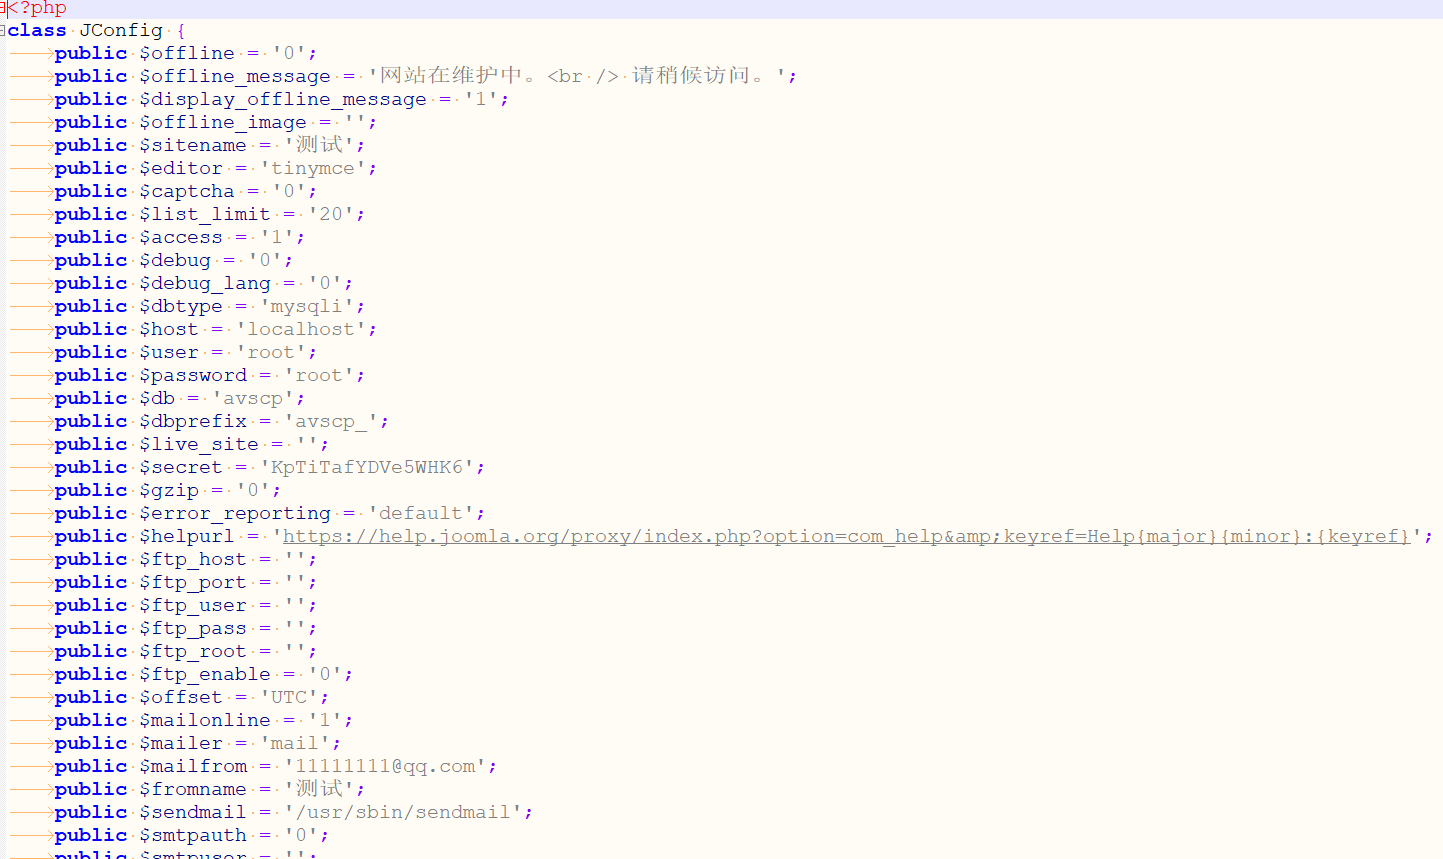 <?php
class JConfig {
public $offline = '0';
public $offline_message = '网站在维护中。<br /> 请稍候访问。';
public $display_offline_message = '1';
public $offline_image = '';
public $sitename = '测试';
public $editor = 'tinymce';
public $captcha = '0';
public $list_limit = '20';
public $access = '1';
public $debug = '0';
public $debug_lang = '0';
public $dbtype = 'mysqli';
public $host = 'localhost';
public $user = 'root';
public $password = 'root';
public $db = 'avscp';
public $dbprefix = 'avscp_';
public $live_site = '';
public $secret = 'KpTiTafYDVe5WHK6';
public $gzip = '0';
public $error_reporting = 'default';
public $helpurl = 'https://help.joomla.org/proxy/index.php?option=com_help&amp;keyref=Help{major}{minor}:{keyref}';
public $ftp_host = '';
public $ftp_port = '';
public $ftp_user = '';
public $ftp_pass = '';
public $ftp_root = '';
public $ftp_enable = '0';
public $offset = 'UTC';
public $mailonline = '1';
public $mailer = 'mail';
public $mailfrom = '11111111@qq.com';
public $fromname = '测试';
public $sendmail = '/usr/sbin/sendmail';
public $smtpauth = '0';
public $smtpuser = '';